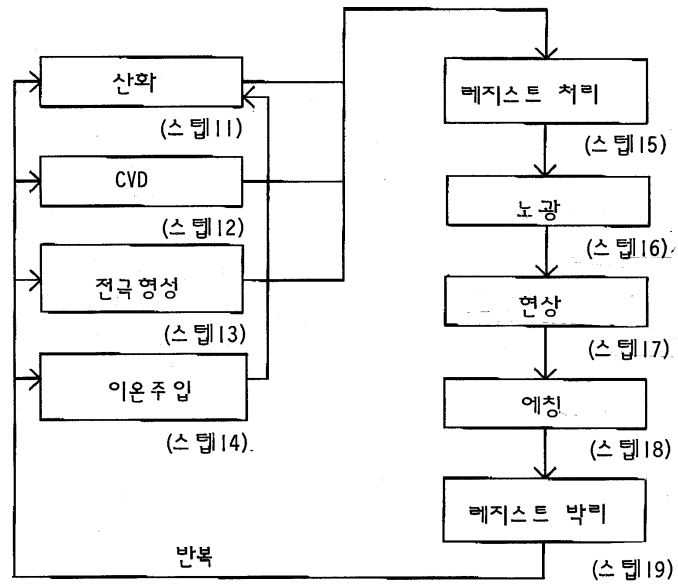 산화
(스텝11)
CVD
(스텝12)
전극형성
(스텝13)
이온주입
(스텝14)
반복
레지스트 처리
(스텝15)
노광
(스텝16)
현상
(스텝17)
에칭
(스텝18)
레지스트 박리
(스텝19)